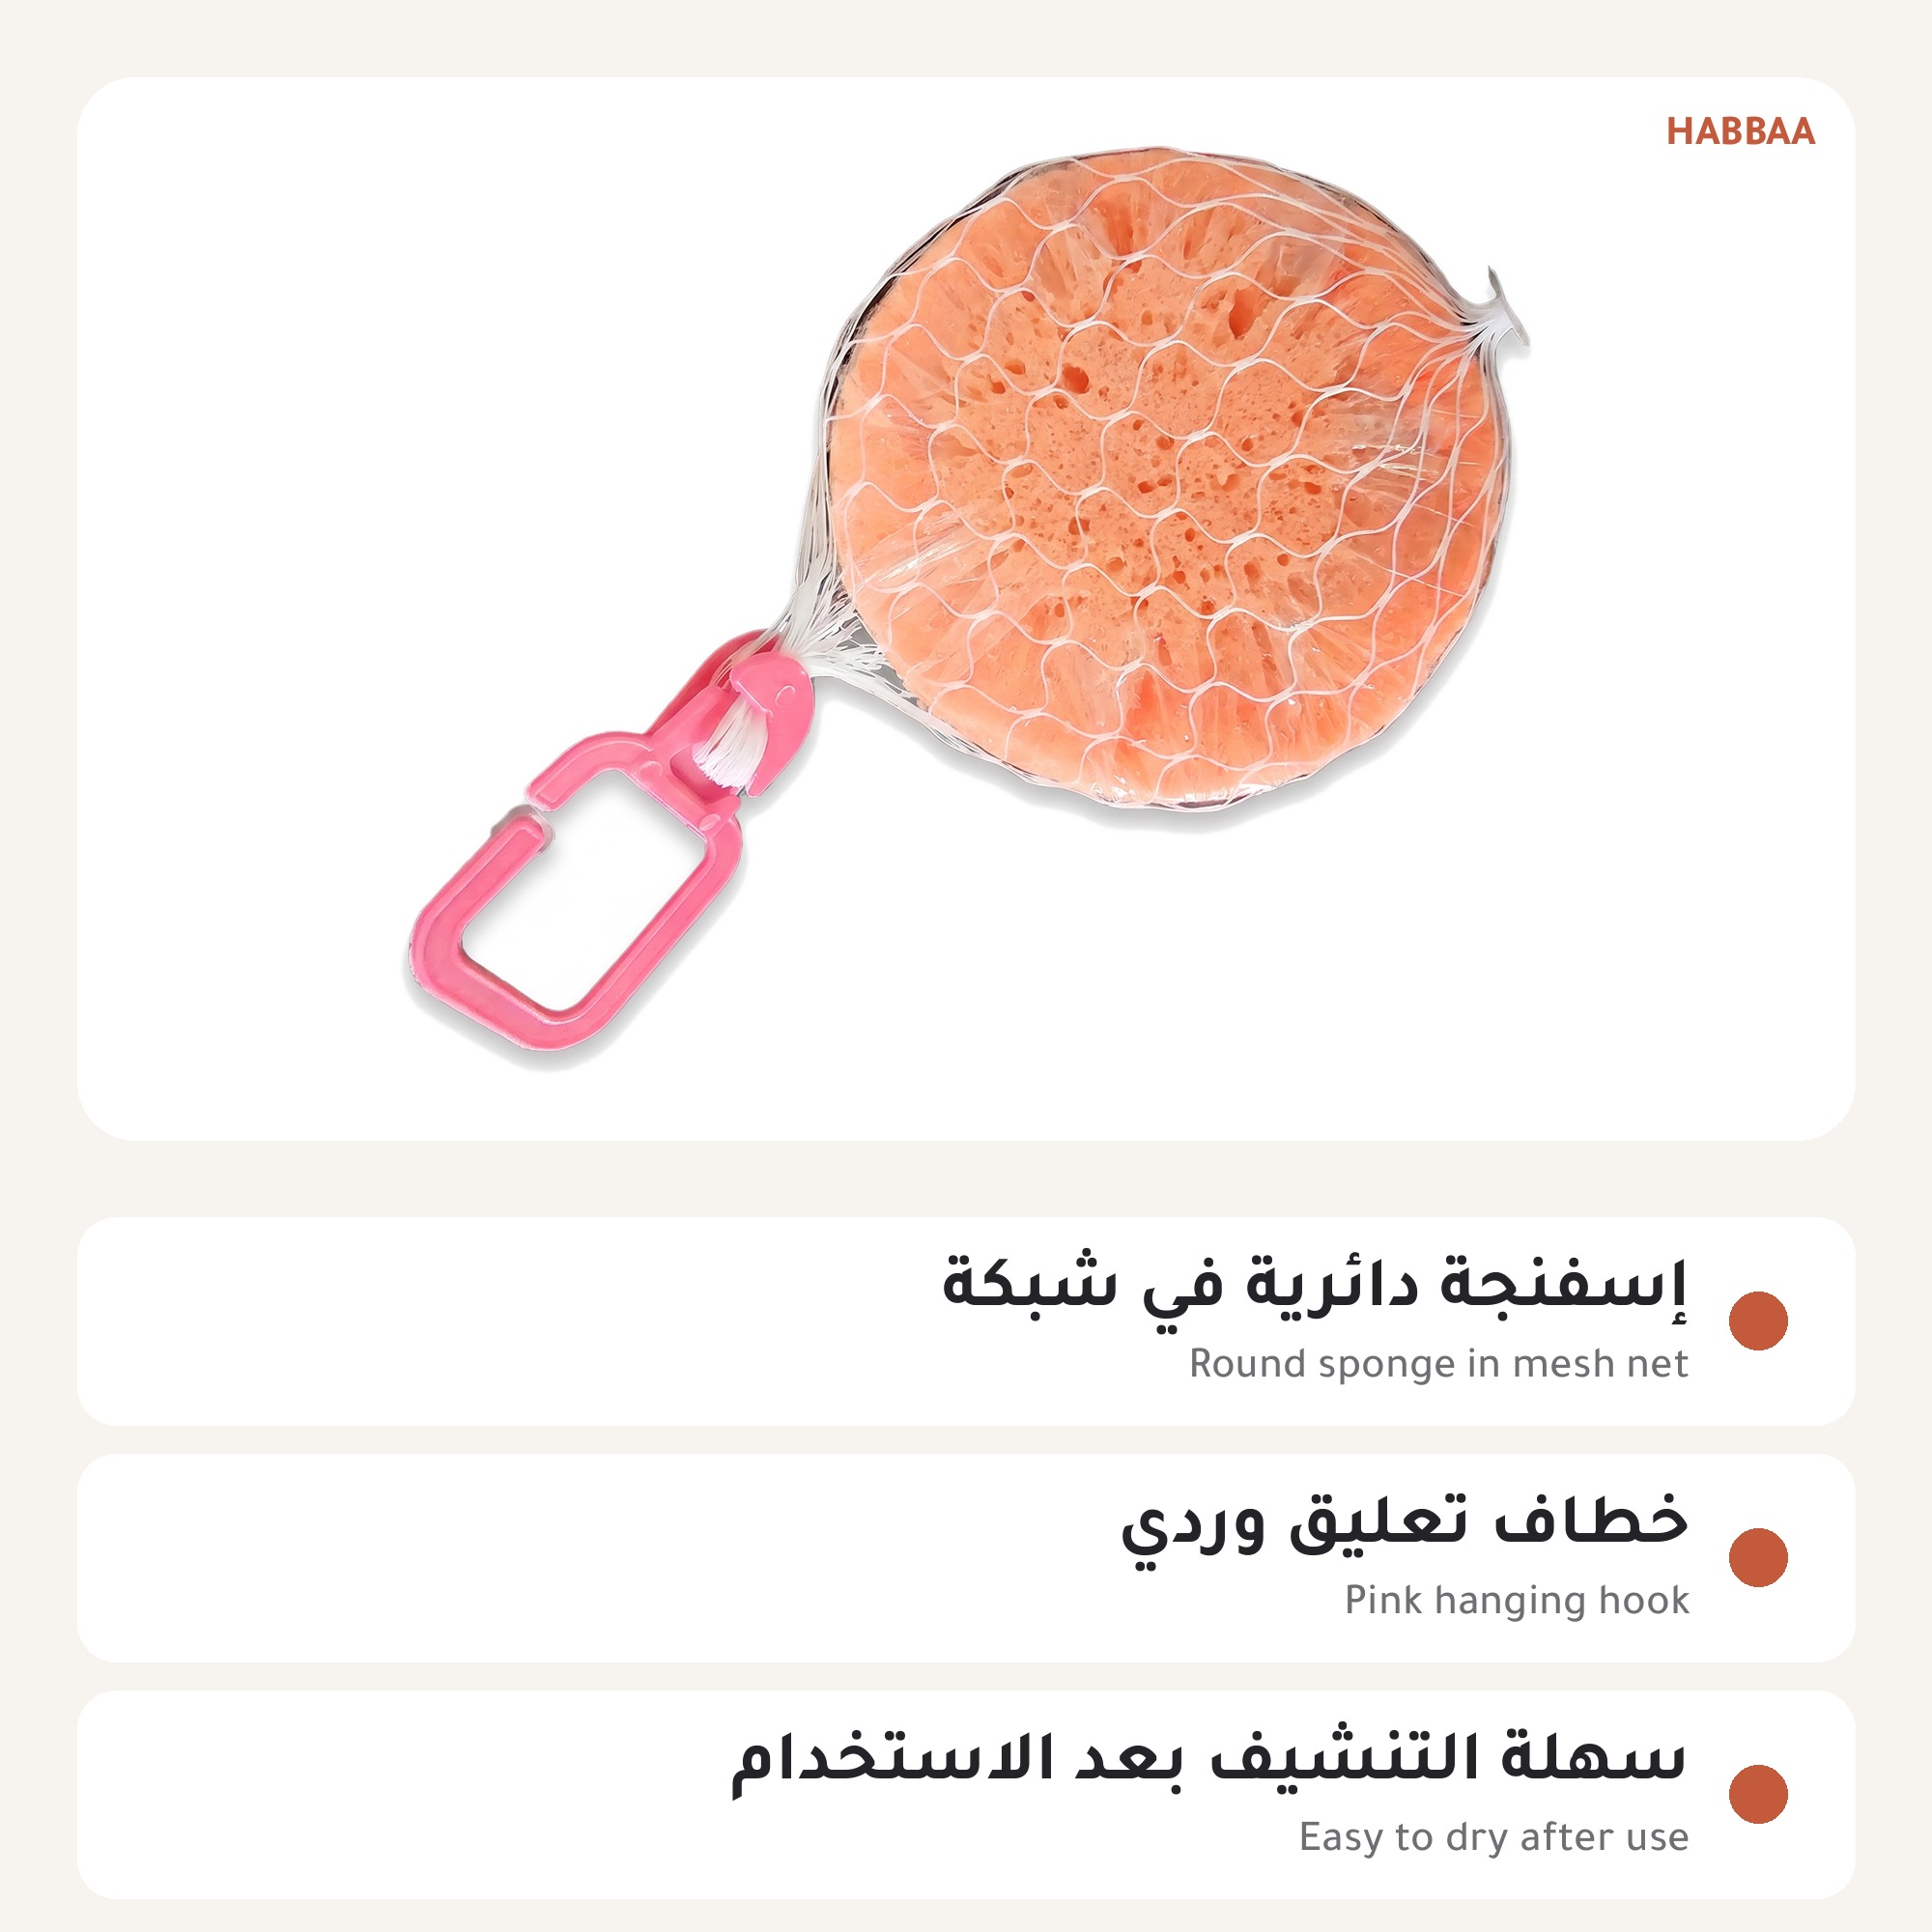 HABBAA
إسفنجة دائرية في شبكة
Round sponge in mesh net
خطاف تعليق وردي
Pink hanging hook
سهلة التنشيف بعد الاستخدام
Easy to dry after use